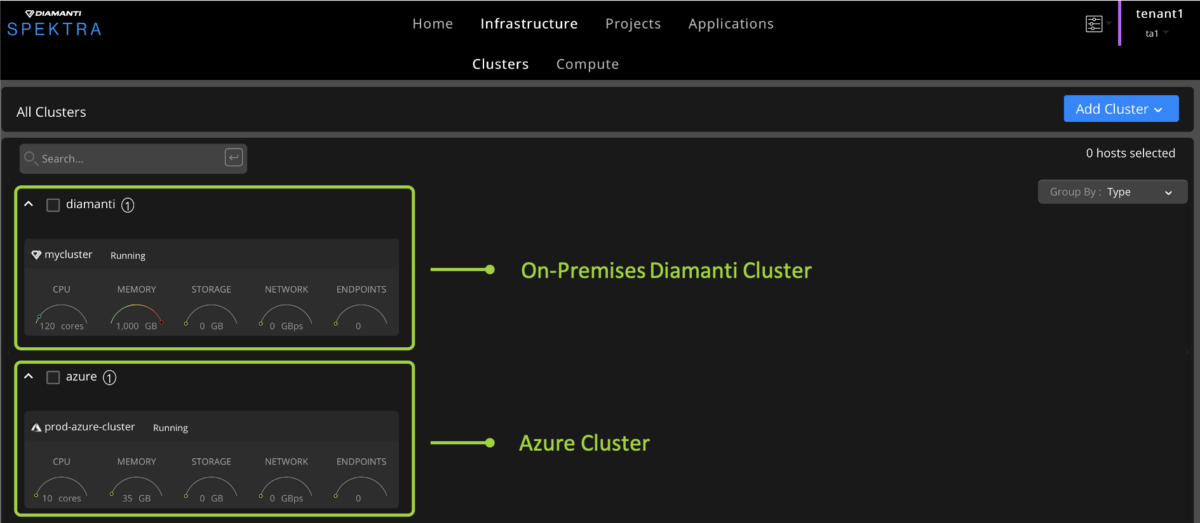 DIAMANTI
SPEKTRA
Home Infrastructure Projects Applications
tenant1
ta1
Clusters Compute
All Clusters
Add Cluster
Search...
0 hosts selected
Group By : Type
diamanti 1
mycluster Running
CPU MEMORY STORAGE NETWORK ENDPOINTS
120 cores 1,000 GB 0 GB 0 GBps 0
On-Premises Diamanti Cluster
azure 1
prod-azure-cluster Running
CPU MEMORY STORAGE NETWORK ENDPOINTS
10 cores 35 GB 0 GB 0 GBps 0
Azure Cluster